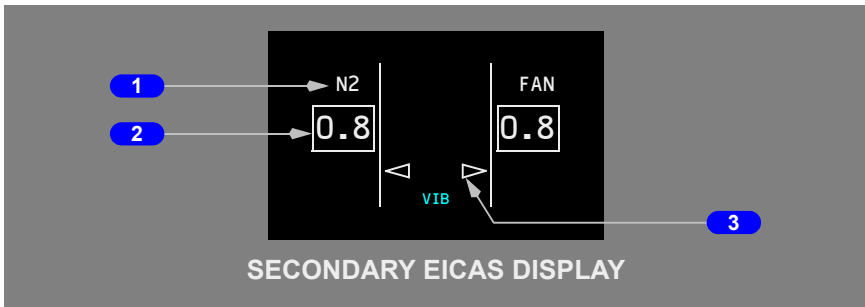 1 N2 FAN
2 0.8 0.8
VIB
3
SECONDARY EICAS DISPLAY